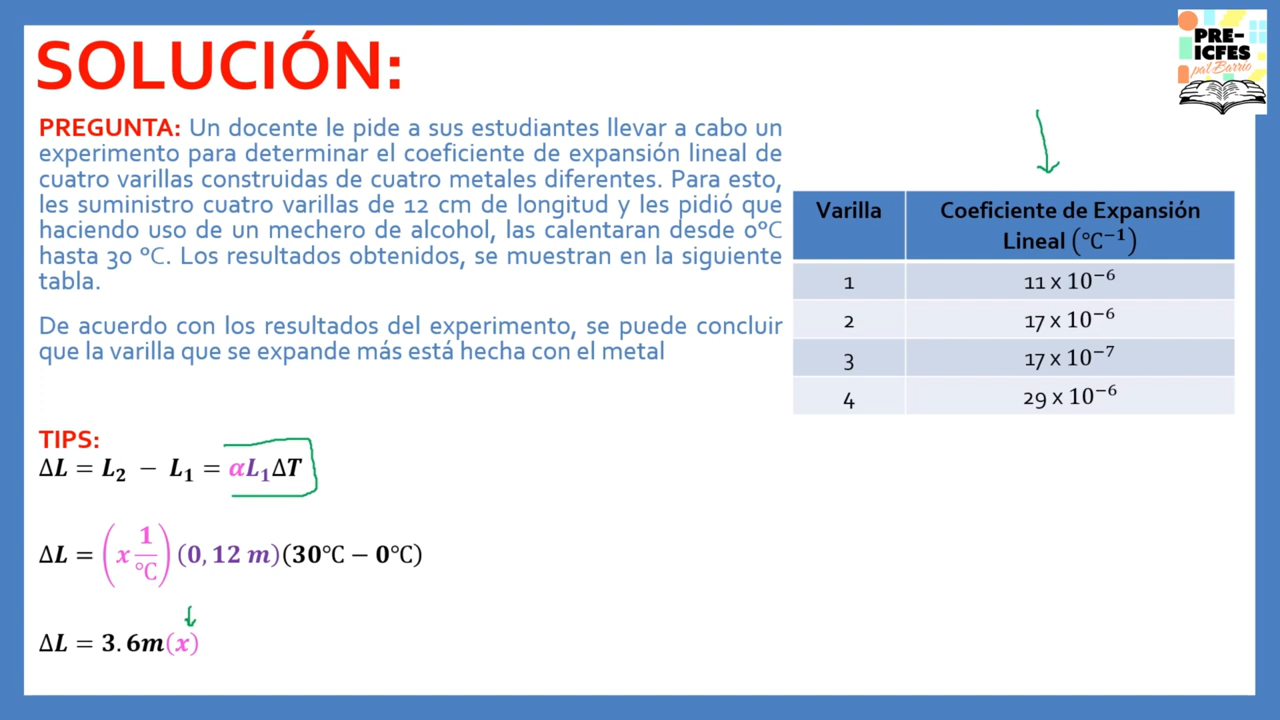 SOLUCIÓN:
PRE-
ICFES
pal Barrio
PREGUNTA: Un docente le pide a sus estudiantes llevar a cabo un
experimento para determinar el coeficiente de expansión lineal de
cuatro varillas construidas de cuatro metales diferentes. Para esto,
les suministro cuatro varillas de 12 cm de longitud y les pidió que
haciendo uso de un mechero de alcohol, las calentaran desde 0°C
hasta 30 °C. Los resultados obtenidos, se muestran en la siguiente
tabla.
De acuerdo con los resultados del experimento, se puede concluir
que la varilla que se expande más está hecha con el metal
Varilla Coeficiente de Expansión
Lineal (°C⁻¹)
1 11 x 10⁻⁶
2 17 x 10⁻⁶
3 17 x 10⁻⁷
4 29 x 10⁻⁶
TIPS:
ΔL = L₂ − L₁ = αL₁ΔT
ΔL = (x 1/°C) (0,12 m)(30°C − 0°C)
ΔL = 3.6m(x)